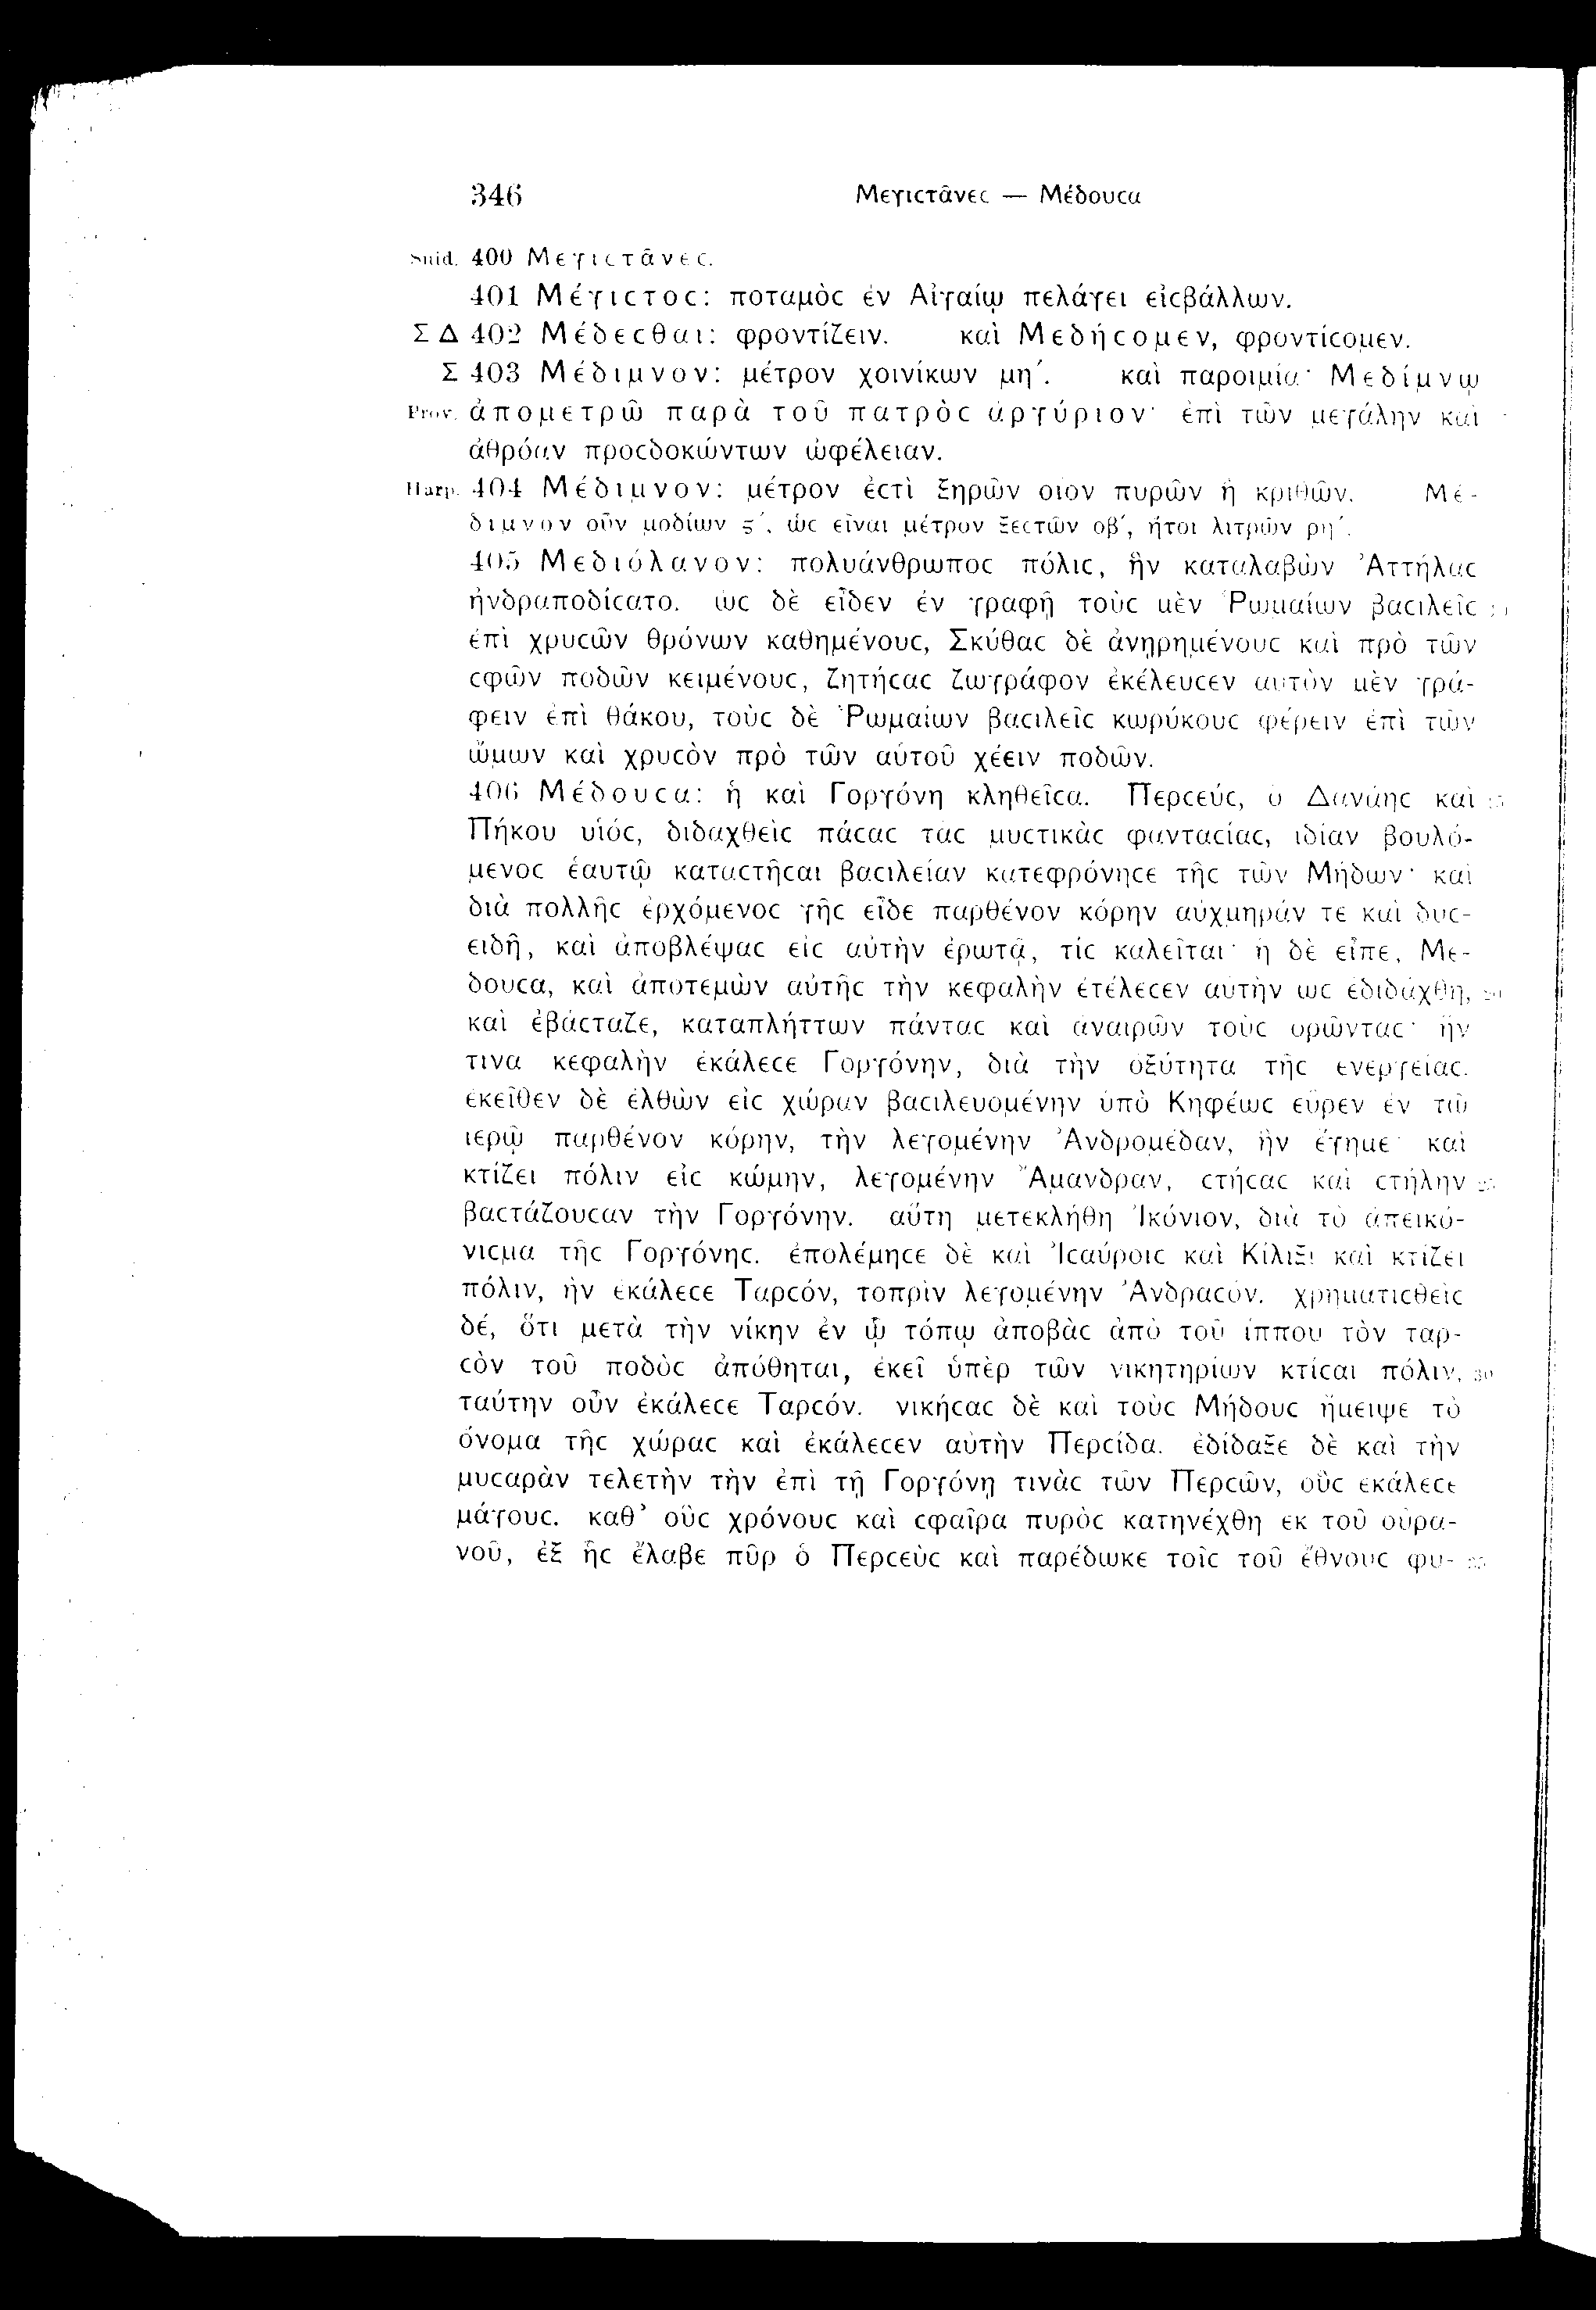 346 Μεγιϲτᾶνεϲ — Μέδουϲα
Suid. 400 Μεγιϲτᾶνεϲ.
401 Μέγιϲτοϲ: ποταμὸϲ ἐν Αἰγαίῳ πελάγει εἰϲβάλλων.
Σ Δ 402 Μέδεϲθαι: φροντίζειν. καὶ Μεδήϲομεν, φροντίϲομεν.
Σ 403 Μέδιμνον: μέτρον χοινίκων μη΄. καὶ παροιμία· Μεδίμνῳ
Prov. ἀπομετρῶ παρὰ τοῦ πατρὸϲ ἀργύριον· ἐπὶ τῶν μεγάλην καὶ
ἀθρόαν προϲδοκώντων ὠφέλειαν.
Harp. 404 Μέδιμνον: μέτρον ἐϲτὶ ξηρῶν οἷον πυρῶν ἢ κριθῶν. Μέ-
διμνον οὖν μοδίων ϛ΄, ὡϲ εἶναι μέτρον ξεϲτῶν οβ΄, ἤτοι λιτρῶν ρη΄.
405 Μεδιόλανον: πολυάνθρωποϲ πόλιϲ, ἣν καταλαβὼν Ἀττήλαϲ
ἠνδραποδίϲατο. ὡϲ δὲ εἶδεν ἐν γραφῇ τοὺϲ μὲν Ῥωμαίων βαϲιλεῖϲ
ἐπὶ χρυϲῶν θρόνων καθημένουϲ, Σκύθαϲ δὲ ἀνῃρημένουϲ καὶ πρὸ τῶν
ϲφῶν ποδῶν κειμένουϲ, ζητήϲαϲ ζωγράφον ἐκέλευϲεν αὑτὸν μὲν γρά-
φειν ἐπὶ θάκου, τοὺϲ δὲ Ῥωμαίων βαϲιλεῖϲ κωρύκουϲ φέρειν ἐπὶ τῶν
ὤμων καὶ χρυϲὸν πρὸ τῶν αὐτοῦ χέειν ποδῶν.
406 Μέδουϲα: ἡ καὶ Γοργόνη κληθεῖϲα. Περϲεύϲ, ὁ Δανάηϲ καὶ
Πήκου υἱόϲ, διδαχθεὶϲ πάϲαϲ τὰϲ μυϲτικὰϲ φανταϲίαϲ, ἰδίαν βουλό-
μενοϲ ἑαυτῷ καταϲτῆϲαι βαϲιλείαν κατεφρόνηϲε τῆϲ τῶν Μήδων· καὶ
διὰ πολλῆϲ ἐρχόμενοϲ γῆϲ εἶδε παρθένον κόρην αὐχμηράν τε καὶ δυϲ-
ειδῆ, καὶ ἀποβλέψαϲ εἰϲ αὐτὴν ἐρωτᾷ, τίϲ καλεῖται· ἡ δὲ εἶπε, Μέ-
δουϲα, καὶ ἀποτεμὼν αὐτῆϲ τὴν κεφαλὴν ἐτέλεϲεν αὐτὴν ὡϲ ἐδιδάχθη,
καὶ ἐβάϲταζε, καταπλήττων πάνταϲ καὶ ἀναιρῶν τοὺϲ ὁρῶνταϲ· ἥν
τινα κεφαλὴν ἐκάλεϲε Γοργόνην, διὰ τὴν ὀξύτητα τῆϲ ἐνεργείαϲ.
ἐκεῖθεν δὲ ἐλθὼν εἰϲ χώραν βαϲιλευομένην ὑπὸ Κηφέωϲ εὗρεν ἐν τῷ
ἱερῷ παρθένον κόρην, τὴν λεγομένην Ἀνδρομέδαν, ἣν ἔγημε· καὶ
κτίζει πόλιν εἰϲ κώμην, λεγομένην Ἄμανδραν, ϲτήϲαϲ καὶ ϲτήλην
βαϲτάζουϲαν τὴν Γοργόνην. αὕτη μετεκλήθη Ἰκόνιον, διὰ τὸ ἀπεικό-
νιϲμα τῆϲ Γοργόνηϲ. ἐπολέμηϲε δὲ καὶ Ἰϲαύροιϲ καὶ Κίλιξι καὶ κτίζει
πόλιν, ἣν ἐκάλεϲε Ταρϲόν, τοπρὶν λεγομένην Ἀνδραϲόν. χρηματιϲθεὶϲ
δέ, ὅτι μετὰ τὴν νίκην ἐν ᾧ τόπῳ ἀποβὰϲ ἀπὸ τοῦ ἵππου τὸν ταρ-
ϲὸν τοῦ ποδὸϲ ἀπόθηται, ἐκεῖ ὑπὲρ τῶν νικητηρίων κτίϲαι πόλιν, 30
ταύτην οὖν ἐκάλεϲε Ταρϲόν. νικήϲαϲ δὲ καὶ τοὺϲ Μήδουϲ ἤμειψε τὸ
ὄνομα τῆϲ χώραϲ καὶ ἐκάλεϲεν αὐτὴν Περϲίδα. ἐδίδαξε δὲ καὶ τὴν
μυϲαρὰν τελετὴν τὴν ἐπὶ τῇ Γοργόνῃ τινὰϲ τῶν Περϲῶν, οὓϲ ἐκάλεϲε
μάγουϲ. καθ᾽ οὓϲ χρόνουϲ καὶ ϲφαῖρα πυρὸϲ κατηνέχθη ἐκ τοῦ οὐρα-
νοῦ, ἐξ ἧϲ ἔλαβε πῦρ ὁ Περϲεὺϲ καὶ παρέδωκε τοῖϲ τοῦ ἔθνουϲ φυ-